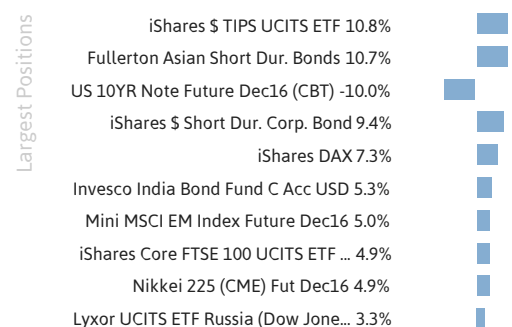 Largest Positions
iShares $ TIPS UCITS ETF 10.8%
Fullerton Asian Short Dur. Bonds 10.7%
US 10YR Note Future Dec16 (CBT) -10.0%
iShares $ Short Dur. Corp. Bond 9.4%
iShares DAX 7.3%
Invesco India Bond Fund C Acc USD 5.3%
Mini MSCI EM Index Future Dec16 5.0%
iShares Core FTSE 100 UCITS ETF ... 4.9%
Nikkei 225 (CME) Fut Dec16 4.9%
Lyxor UCITS ETF Russia (Dow Jone... 3.3%